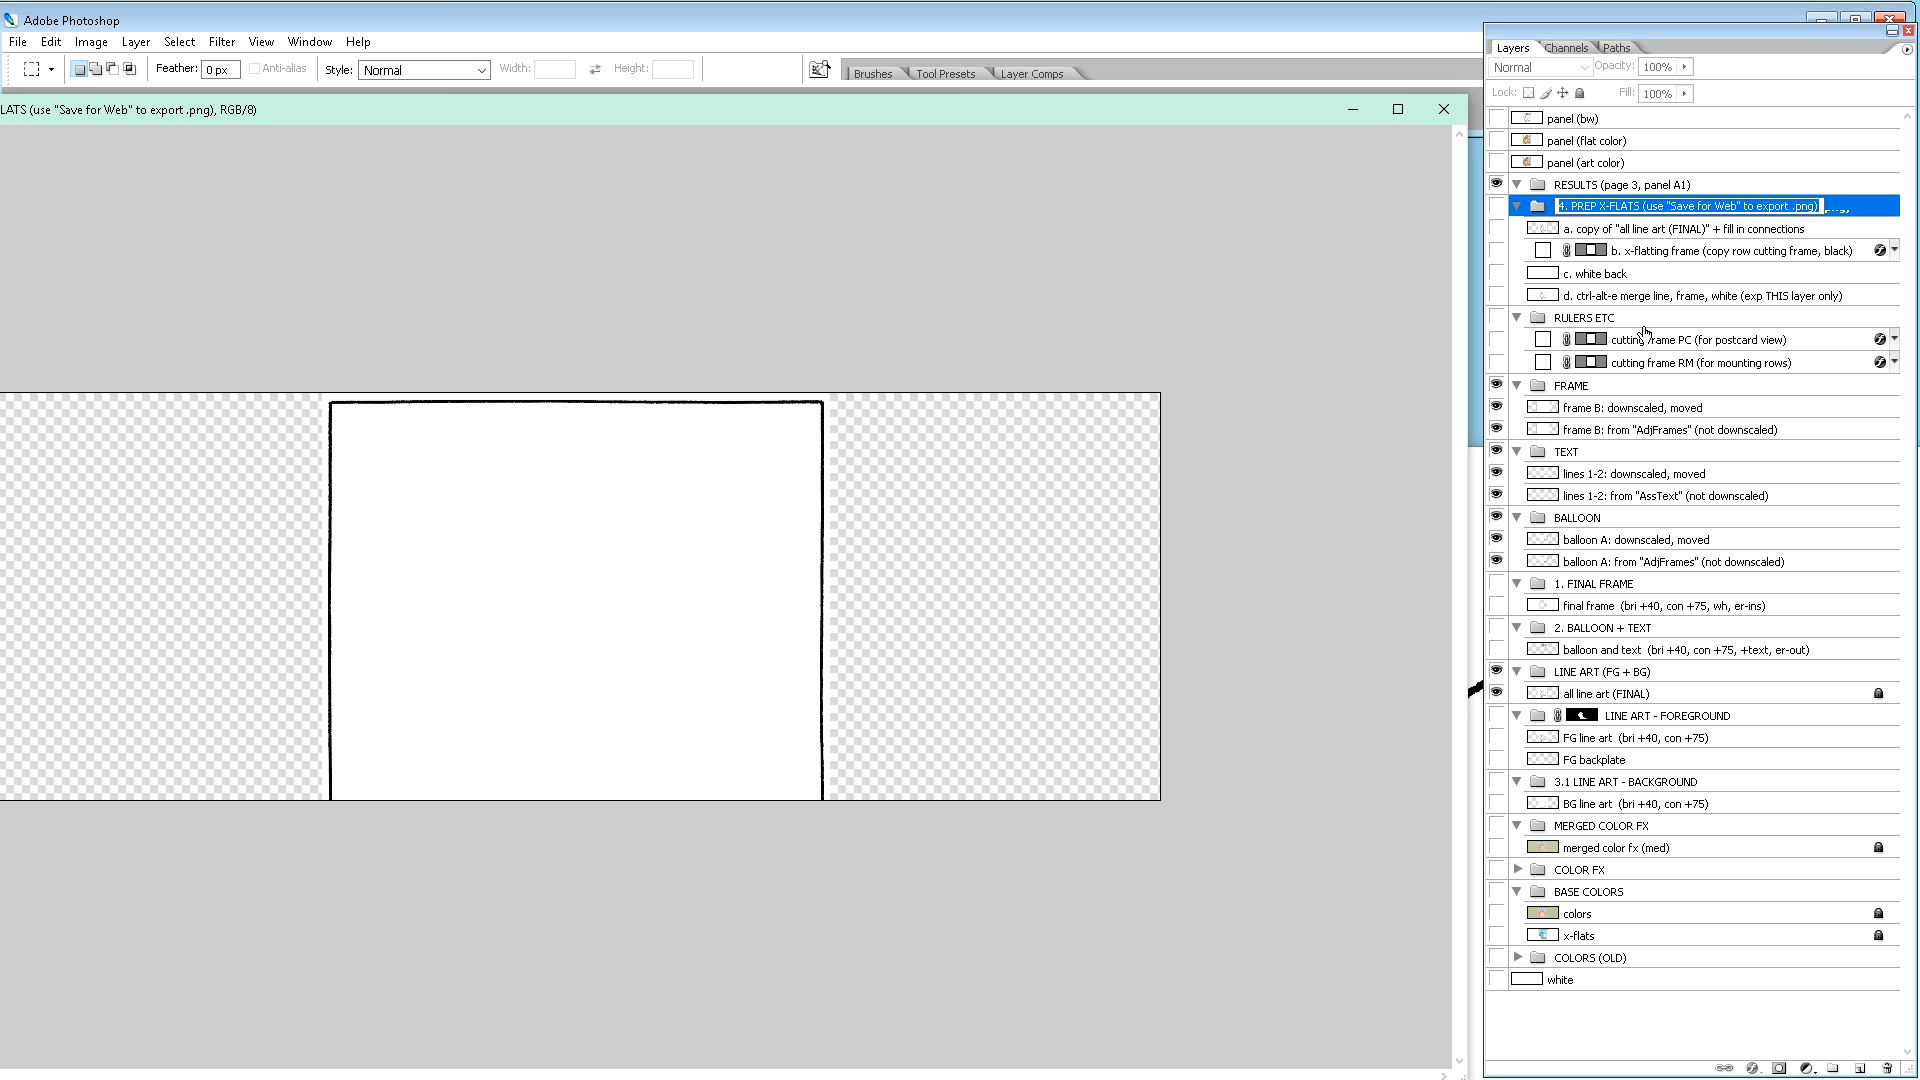 Adobe Photoshop
File Edit Image Layer Select Filter View Window Help
Feather: 0 px Anti-alias Style: Normal Width: Height: Brushes Tool Presets Layer Comps
LATS (use "Save for Web" to export .png), RGB/8)
Layers Channels Paths
Normal Opacity: 100%
Lock: Fill: 100%
panel (bw)
panel (flat color)
panel (art color)
RESULTS (page 3, panel A1)
4. PREP X-FLATS (use "Save for Web" to export .png)
a. copy of "all line art (FINAL)" + fill in connections
b. x-flatting frame (copy row cutting frame, black)
c. white back
d. ctrl-alt-e merge line, frame, white (exp THIS layer only)
RULERS ETC
cutting frame PC (for postcard view)
cutting frame RM (for mounting rows)
FRAME
frame B: downscaled, moved
frame B: from "AdjFrames" (not downscaled)
TEXT
lines 1-2: downscaled, moved
lines 1-2: from "AssText" (not downscaled)
BALLOON
balloon A: downscaled, moved
balloon A: from "AdjFrames" (not downscaled)
1. FINAL FRAME
final frame (bri +40, con +75, wh, er-ins)
2. BALLOON + TEXT
balloon and text (bri +40, con +75, +text, er-out)
LINE ART (FG + BG)
all line art (FINAL)
LINE ART - FOREGROUND
FG line art (bri +40, con +75)
FG backplate
3.1 LINE ART - BACKGROUND
BG line art (bri +40, con +75)
MERGED COLOR FX
merged color fx (med)
COLOR FX
BASE COLORS
colors
x-flats
COLORS (OLD)
white